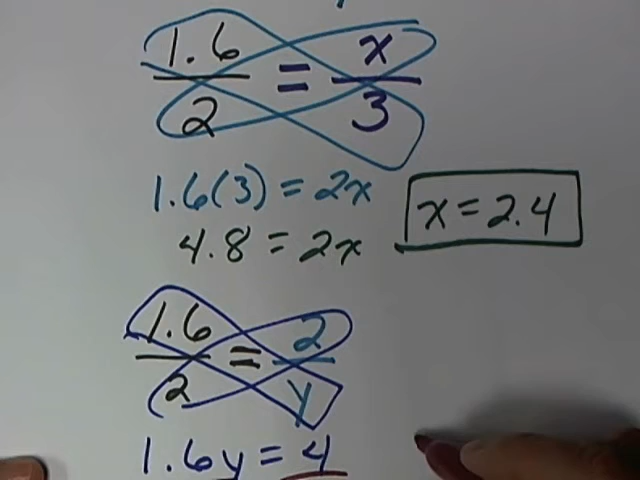 1.6/2 = x/3
1.6(3) = 2x
4.8 = 2x
x = 2.4
1.6/2 = 2/y
1.6y = 4